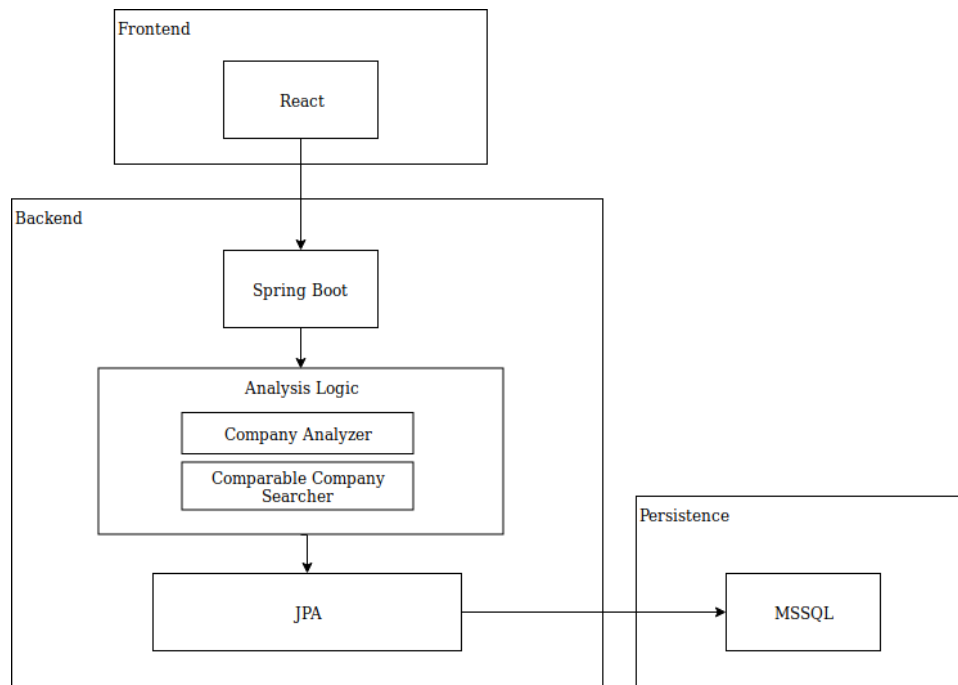 Frontend
React
Backend
Spring Boot
Analysis Logic
Company Analyzer
Comparable Company
Searcher
Persistence
JPA
MSSQL